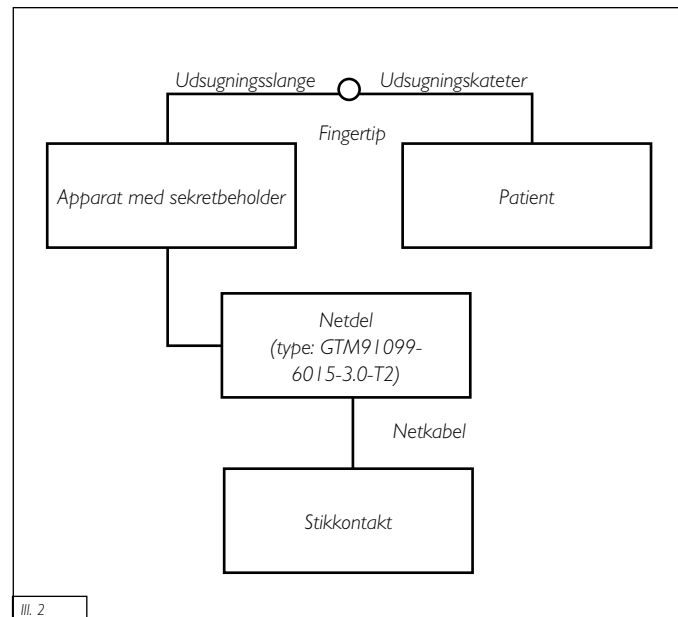 Udsugningsslange
Udsugningskateter
Fingertip
Apparat med sekretbeholder
Patient
Netdel
(type: GTM91099-
6015-3.0-T2)
Netkabel
Stikkontakt
Ill. 2